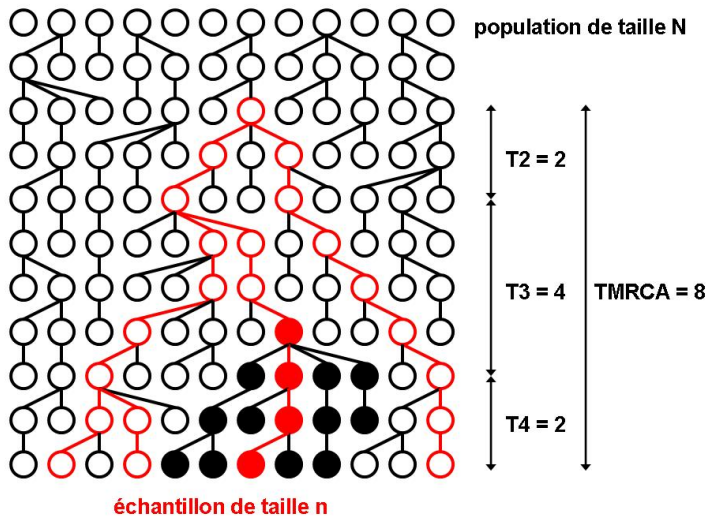 population de taille N
T2 = 2
T3 = 4
TMRCA = 8
T4 = 2
échantillon de taille n